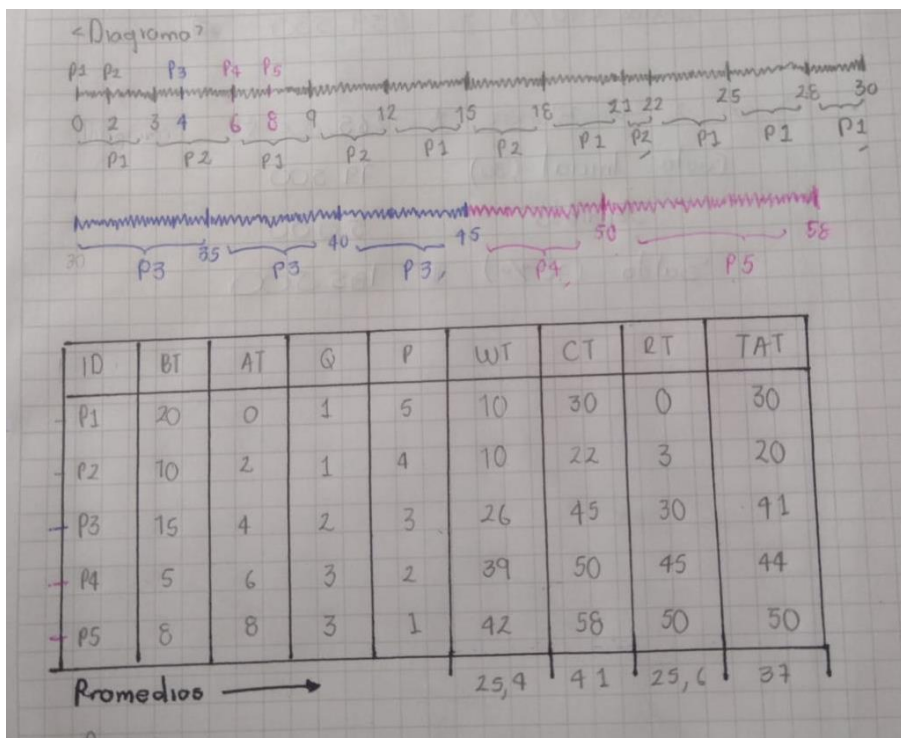 <Diagrama>
P1 P2 P3 P4 P5
0 2 3 4 6 8 9 12 15 18 21 22 25 28 30
P1 P2 P1 P2 P1 P2 P1 P2 P1 P1 P1
30 35 40 45 50 58
P3 P3 P3 P4 P5
ID BT AT Q P WT CT RT TAT
P1 20 0 1 5 10 30 0 30
P2 10 2 1 4 10 22 3 20
P3 15 4 2 3 26 45 30 41
P4 5 6 3 2 39 50 45 44
P5 8 8 3 1 42 58 50 50
Promedios 25,4 41 25,6 37